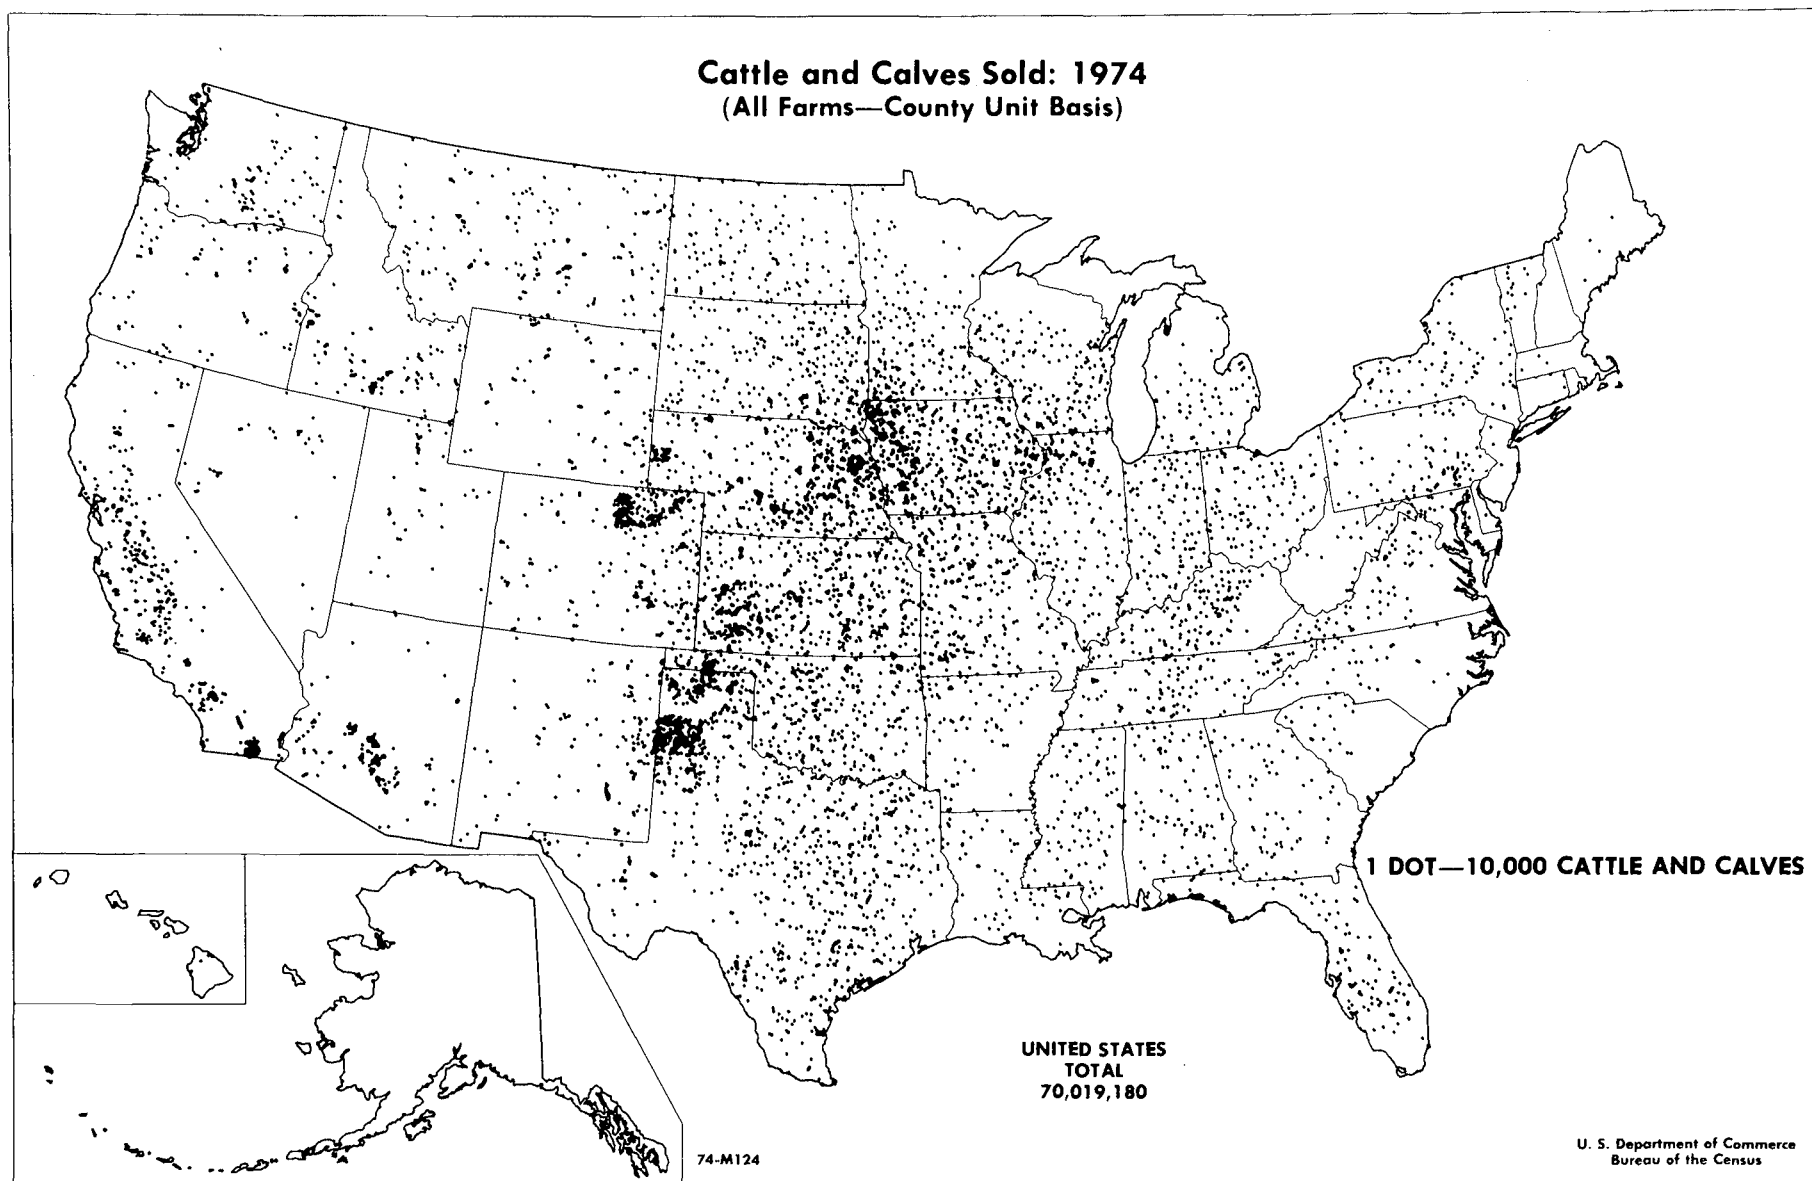 Cattle and Calves Sold: 1974
(All Farms—County Unit Basis)
1 DOT—10,000 CATTLE AND CALVES
UNITED STATES
TOTAL
70,019,180
74-M124
U. S. Department of Commerce
Bureau of the Census